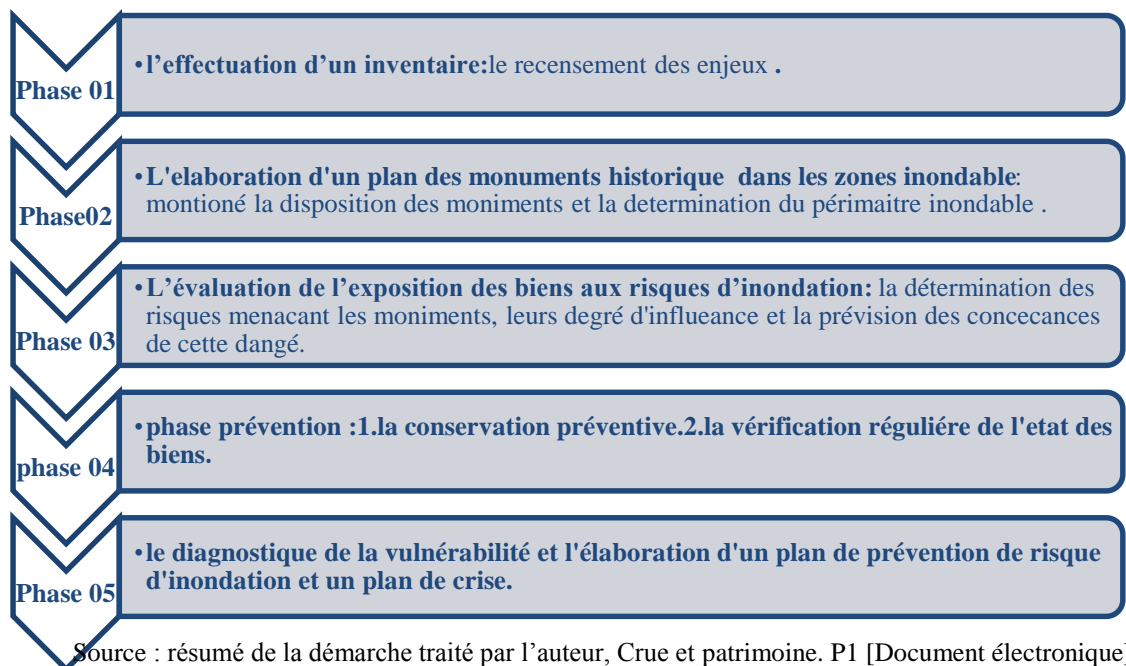 Phase 01
•l’effectuation d’un inventaire:le recensement des enjeux .
Phase02
•L'elaboration d'un plan des monuments historique dans les zones inondable:
montioné la disposition des moniments et la determination du périmaitre inondable .
Phase 03
•L’évaluation de l’exposition des biens aux risques d’inondation: la détermination des
risques menacant les moniments, leurs degré d'influeance et la prévision des concecances
de cette dangé.
phase 04
•phase prévention :1.la conservation préventive.2.la vérification réguliére de l'etat des
biens.
Phase 05
•le diagnostique de la vulnérabilité et l'élaboration d'un plan de prévention de risque
d'inondation et un plan de crise.
Source : résumé de la démarche traité par l’auteur, Crue et patrimoine. P1 [Document électronique]